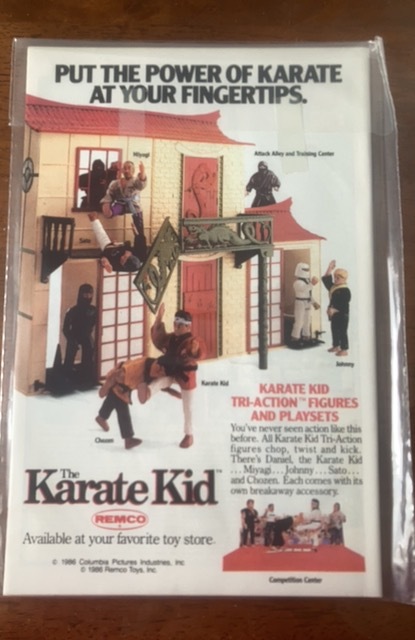 PUT THE POWER OF KARATE
AT YOUR FINGERTIPS.
Miyagi
Attack Alley and Training Center
Sato
Johnny
Karate Kid
Chozen
KARATE KID
TRI-ACTION™ FIGURES
AND PLAYSETS
You've never seen action like this
before. All Karate Kid Tri-Action
figures chop, twist and kick.
There's Daniel, the Karate Kid
... Miyagi... Johnny... Sato...
and Chozen. Each comes with its
own breakaway accessory.
The
Karate Kid™
REMCO
Available at your favorite toy store.
© 1986 Columbia Pictures Industries, Inc
© 1986 Remco Toys, Inc.
Competition Center